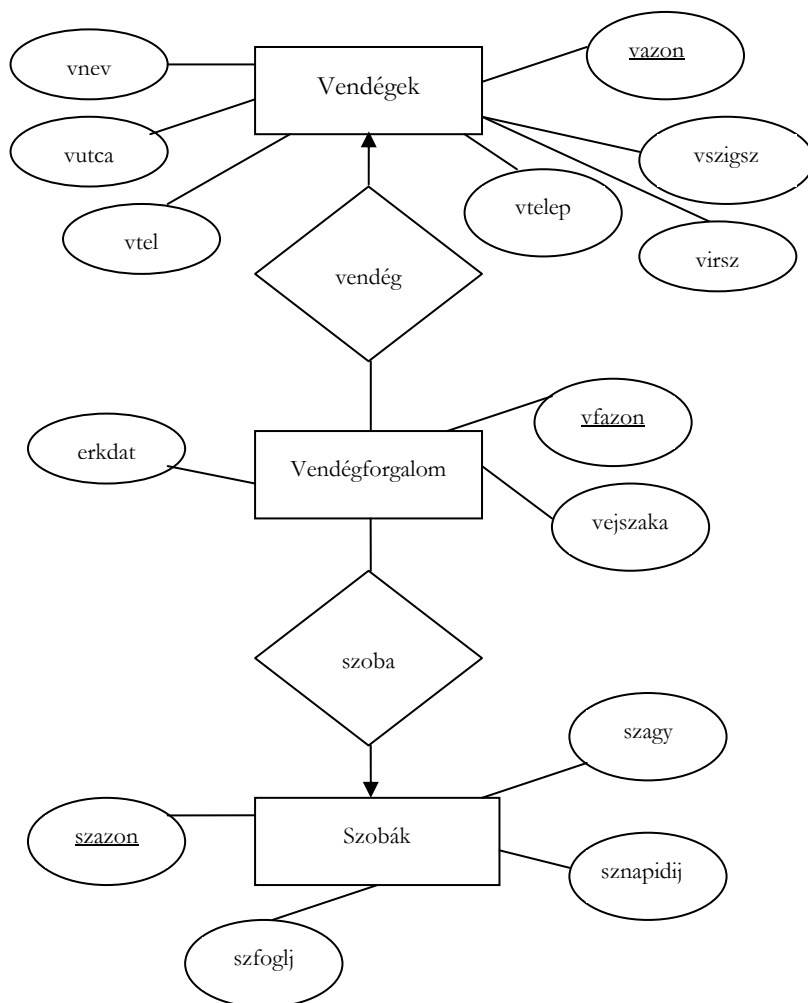 vnev
Vendégek
vazon
vutca
vszigsz
vtel
vtelep
virsz
vendég
vfazon
erkdat
Vendégforgalom
vejszaka
szoba
szagy
szazon
Szobák
sznapidij
szfoglj